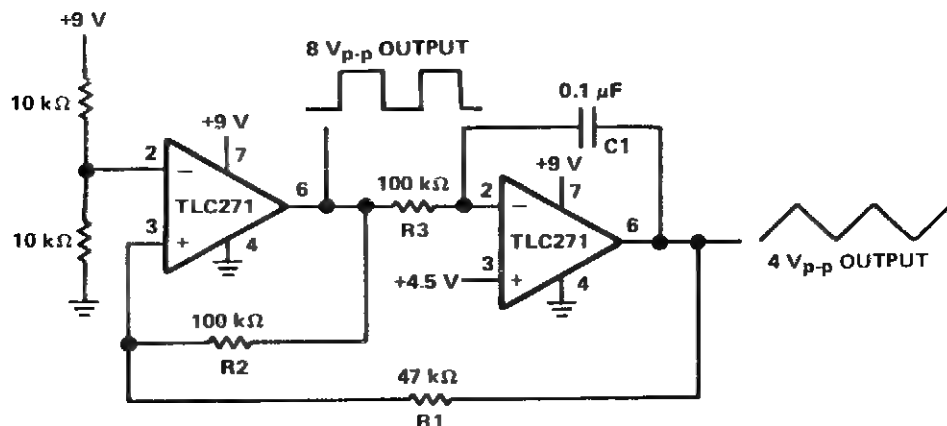 +9 V
8 Vp-p OUTPUT
10 kΩ
0.1 µF
C1
+9 V
7
+9 V
7
2
−
TLC271
6
100 kΩ
R3
2
−
TLC271
6
10 kΩ
3
+
4
+4.5 V
3
+
4
4 Vp-p OUTPUT
100 kΩ
R2
47 kΩ
R1